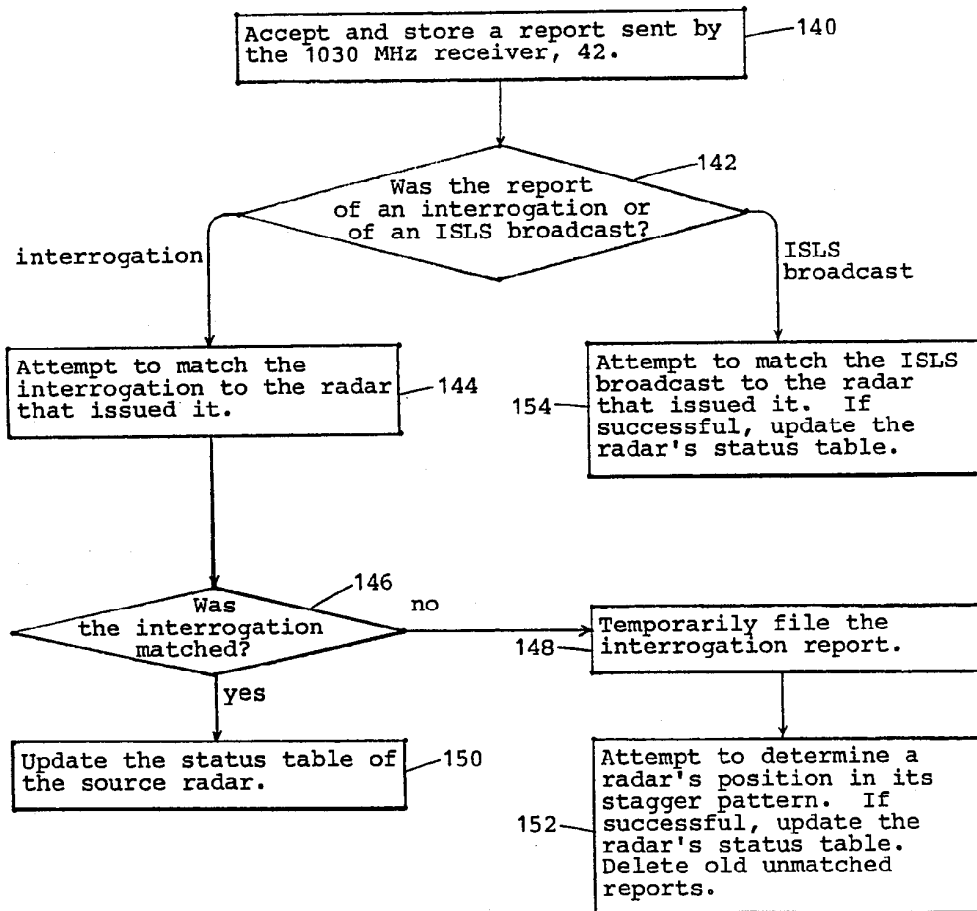 Accept and store a report sent by
the 1030 MHz receiver, 42.
140
142
Was the report
of an interrogation or
of an ISLS broadcast?
interrogation
ISLS
broadcast
Attempt to match the
interrogation to the radar
that issued it.
144
154
Attempt to match the ISLS
broadcast to the radar
that issued it. If
successful, update the
radar's status table.
146
Was
the interrogation
matched?
no
yes
148
Temporarily file the
interrogation report.
Update the status table of
the source radar.
150
152
Attempt to determine a
radar's position in its
stagger pattern. If
successful, update the
radar's status table.
Delete old unmatched
reports.